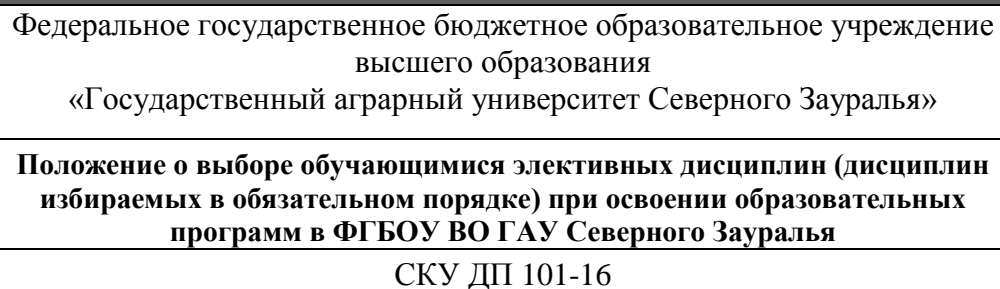 Федеральное государственное бюджетное образовательное учреждение
высшего образования
«Государственный аграрный университет Северного Зауралья»
Положение о выборе обучающимися элективных дисциплин (дисциплин
избираемых в обязательном порядке) при освоении образовательных
программ в ФГБОУ ВО ГАУ Северного Зауралья
СКУ ДП 101-16